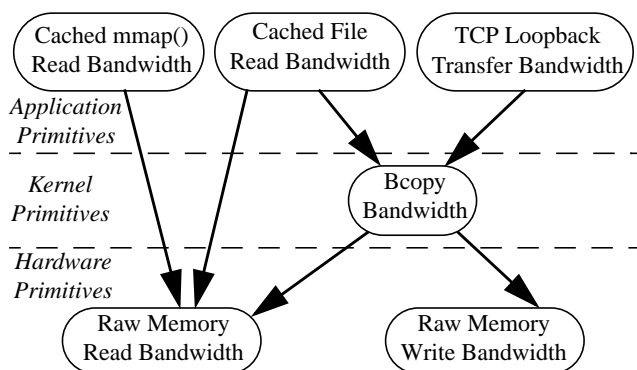 Cached mmap()
Read Bandwidth
Cached File
Read Bandwidth
TCP Loopback
Transfer Bandwidth
Application
Primitives
Kernel
Primitives
Bcopy
Bandwidth
Hardware
Primitives
Raw Memory
Read Bandwidth
Raw Memory
Write Bandwidth